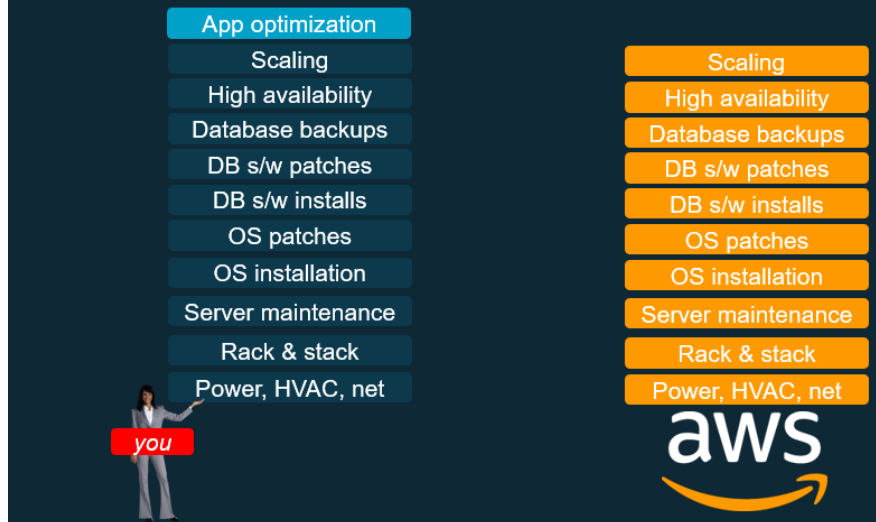 App optimization
Scaling
High availability
Database backups
DB s/w patches
DB s/w installs
OS patches
OS installation
Server maintenance
Rack & stack
Power, HVAC, net
you
Scaling
High availability
Database backups
DB s/w patches
DB s/w installs
OS patches
OS installation
Server maintenance
Rack & stack
Power, HVAC, net
aws